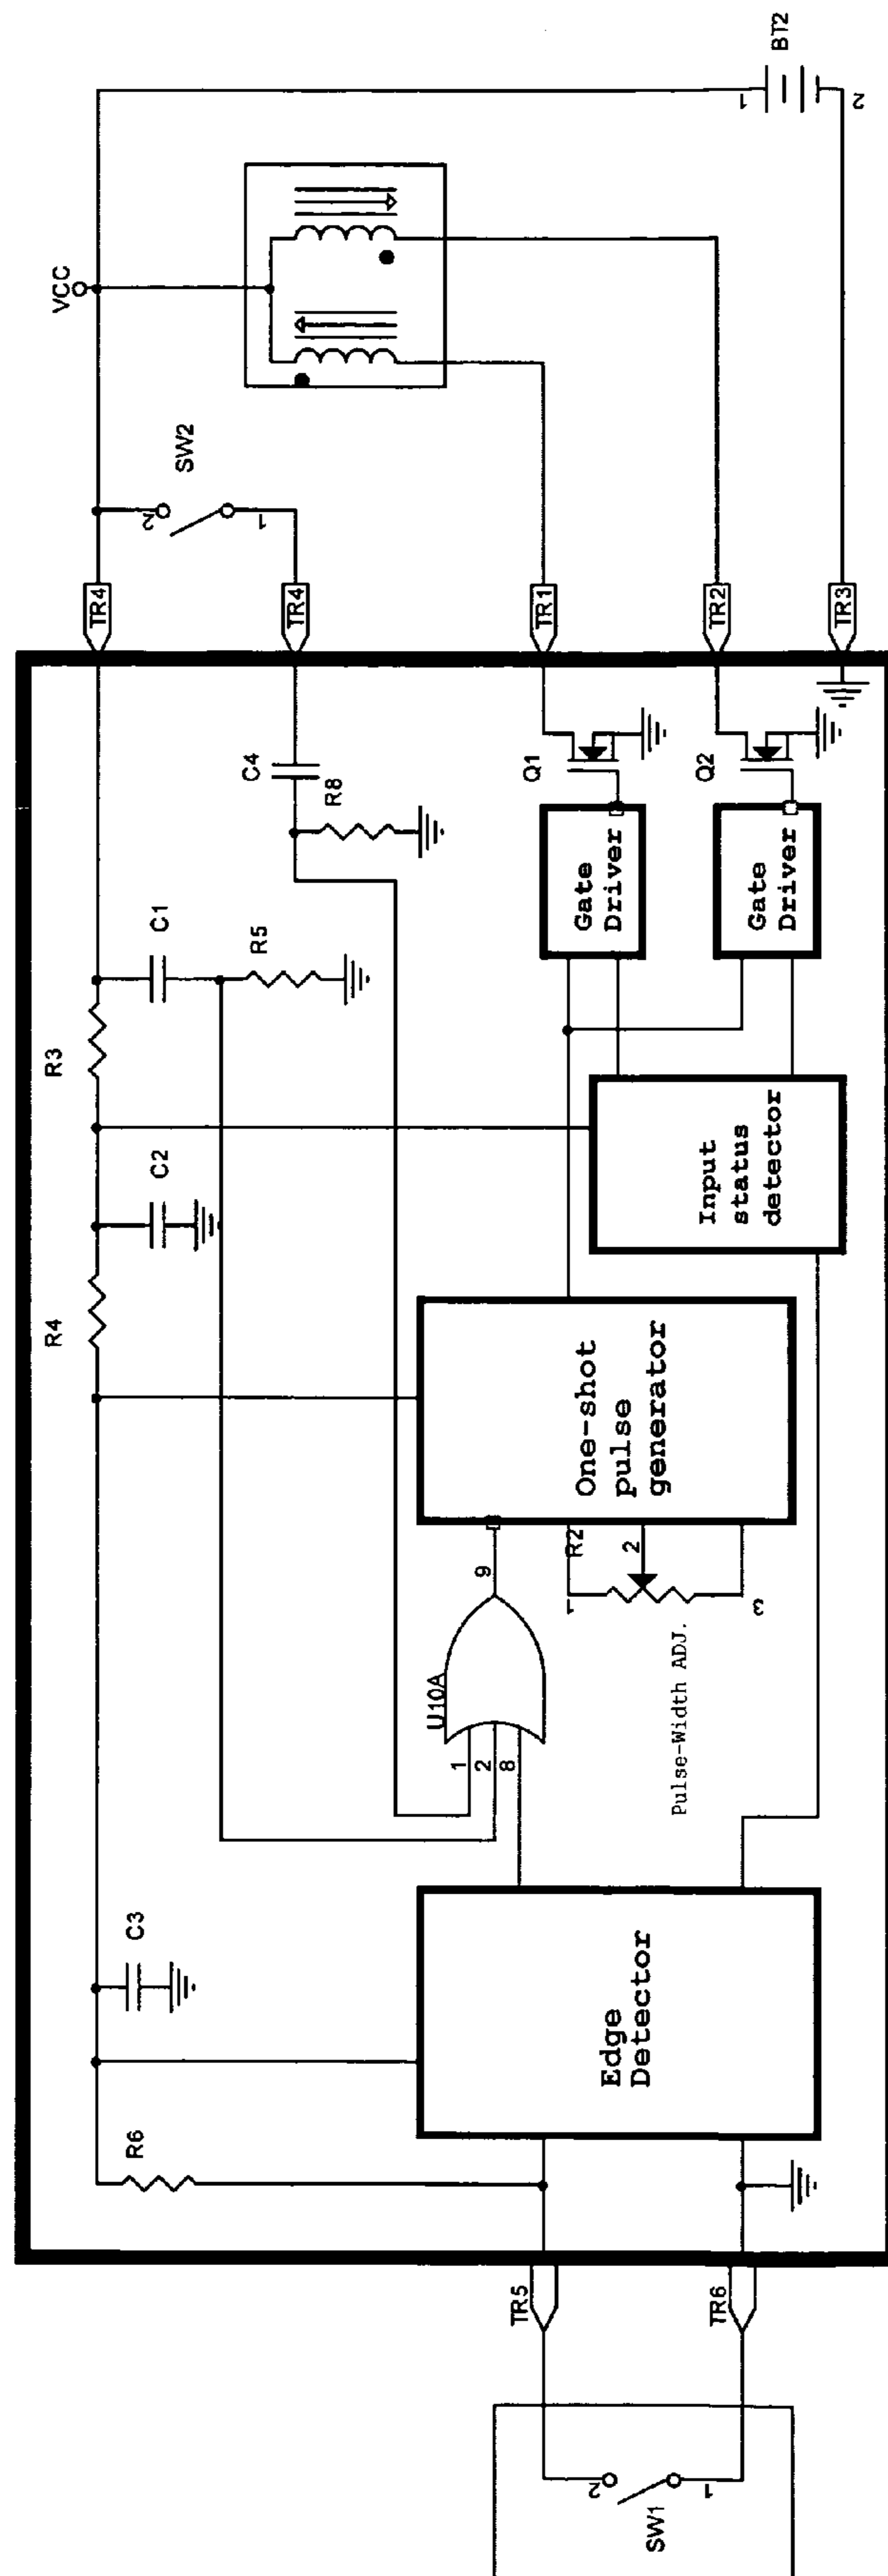 BT2
1
2
VCC
SW2
2
1
TR4
TR4
TR1
TR2
TR3
C4
R8
Q1
Q2
C1
R5
Gate
Driver
Gate
Driver
R3
C2
Input
status
detector
R4
One-shot
pulse
generator
R2
1
2
3
9
U10A
1
2
8
Pulse-Width ADJ.
C3
Edge
Detector
R6
TR5
TR6
2
1
SW1